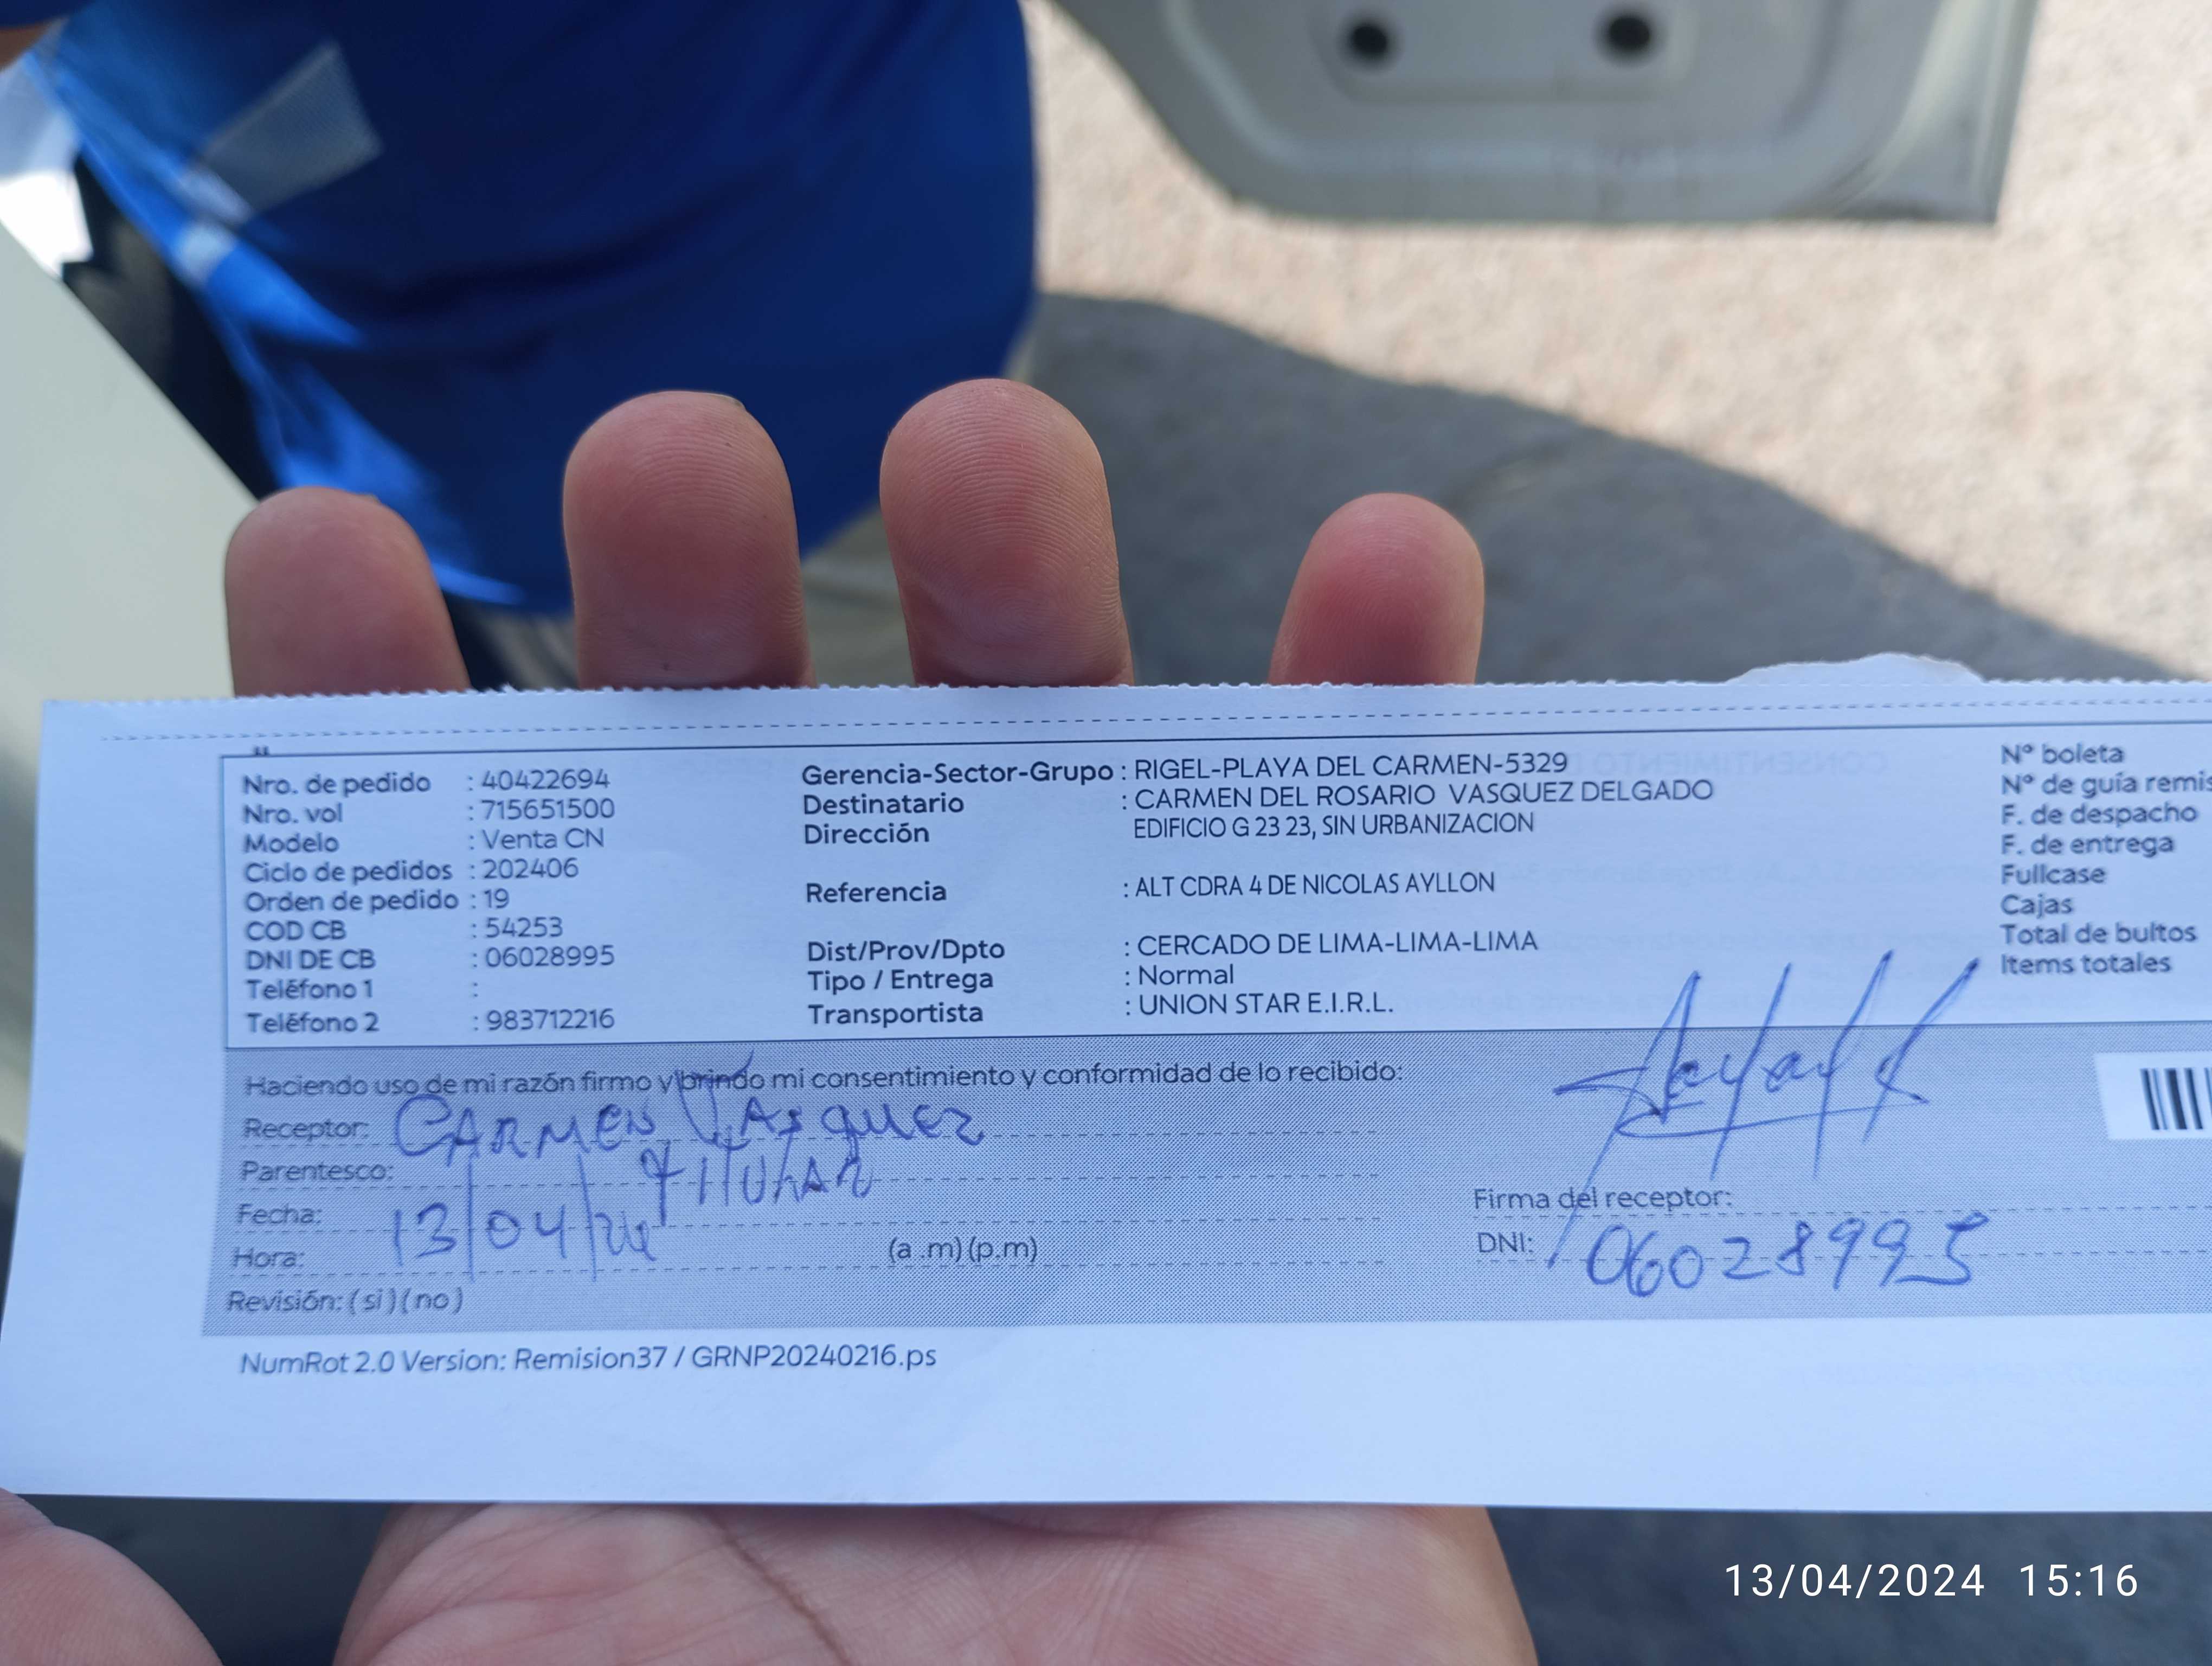 Nro. de pedido : 40422694
Nro. vol : 715651500
Modelo : Venta CN
Ciclo de pedidos : 202406
Orden de pedido : 19
COD CB : 54253
DNI DE CB : 06028995
Teléfono 1 :
Teléfono 2 : 983712216
Gerencia-Sector-Grupo : RIGEL-PLAYA DEL CARMEN-5329
Destinatario : CARMEN DEL ROSARIO VASQUEZ DELGADO
Dirección EDIFICIO G 23 23, SIN URBANIZACION
Referencia : ALT CDRA 4 DE NICOLAS AYLLON
Dist/Prov/Dpto : CERCADO DE LIMA-LIMA-LIMA
Tipo / Entrega : Normal
Transportista : UNION STAR E.I.R.L.
Nº boleta
Nº de guía remis
F. de despacho
F. de entrega
Fullcase
Cajas
Total de bultos
Items totales
Haciendo uso de mi razón firmo y brindo mi consentimiento y conformidad de lo recibido:
Receptor: CARMEN VASQUEZ
Parentesco: TITULAR
Fecha: 13/04/24
Hora: (a .m) (p.m)
Revisión: ( si ) ( no )
Firma del receptor:
DNI: 06028995
NumRot 2.0 Version: Remision37 / GRNP20240216.ps
13/04/2024 15:16